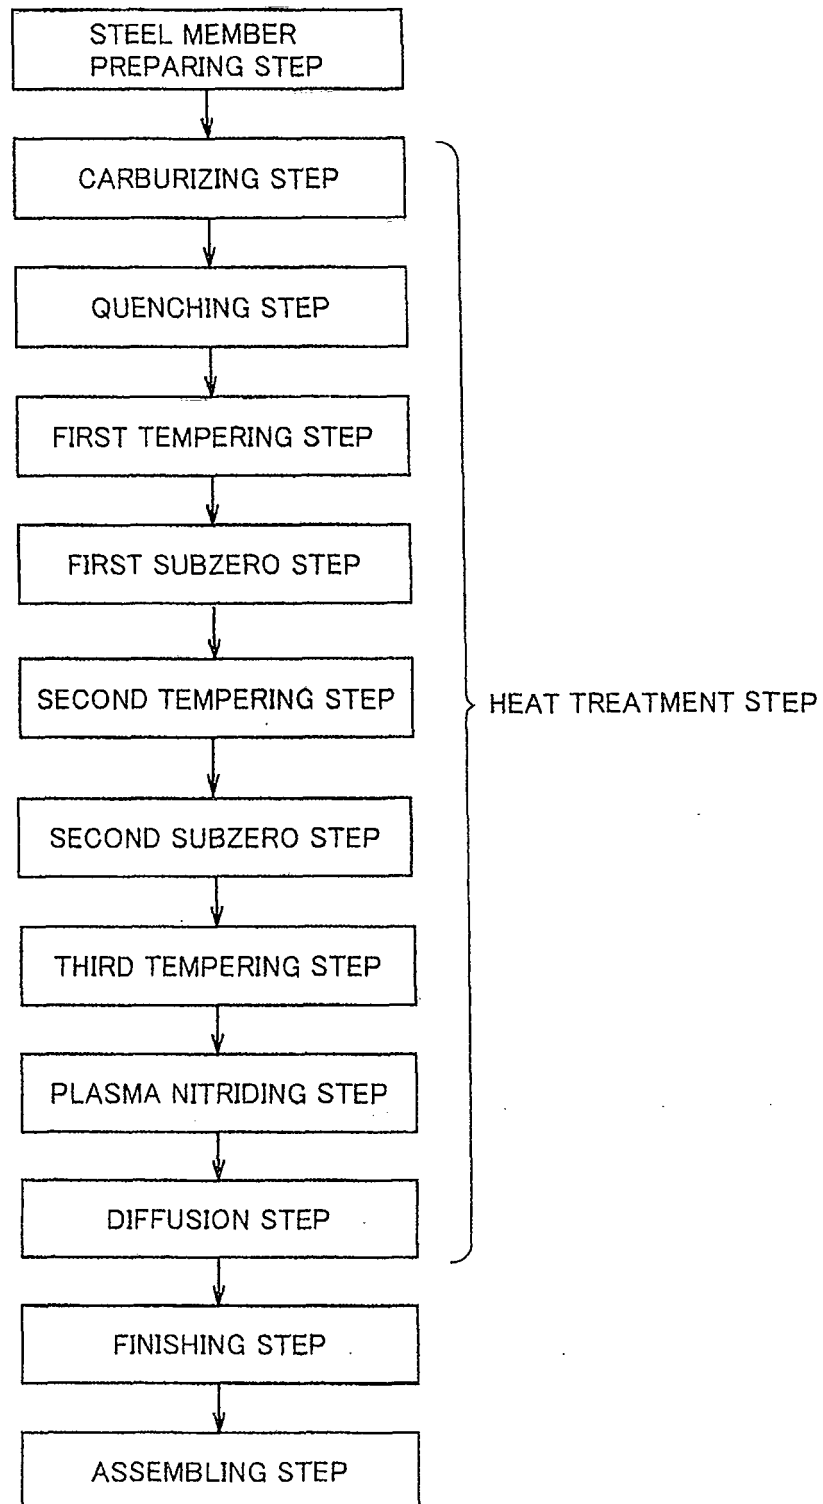 STEEL MEMBER
PREPARING STEP
CARBURIZING STEP
QUENCHING STEP
FIRST TEMPERING STEP
FIRST SUBZERO STEP
SECOND TEMPERING STEP
HEAT TREATMENT STEP
SECOND SUBZERO STEP
THIRD TEMPERING STEP
PLASMA NITRIDING STEP
DIFFUSION STEP
FINISHING STEP
ASSEMBLING STEP